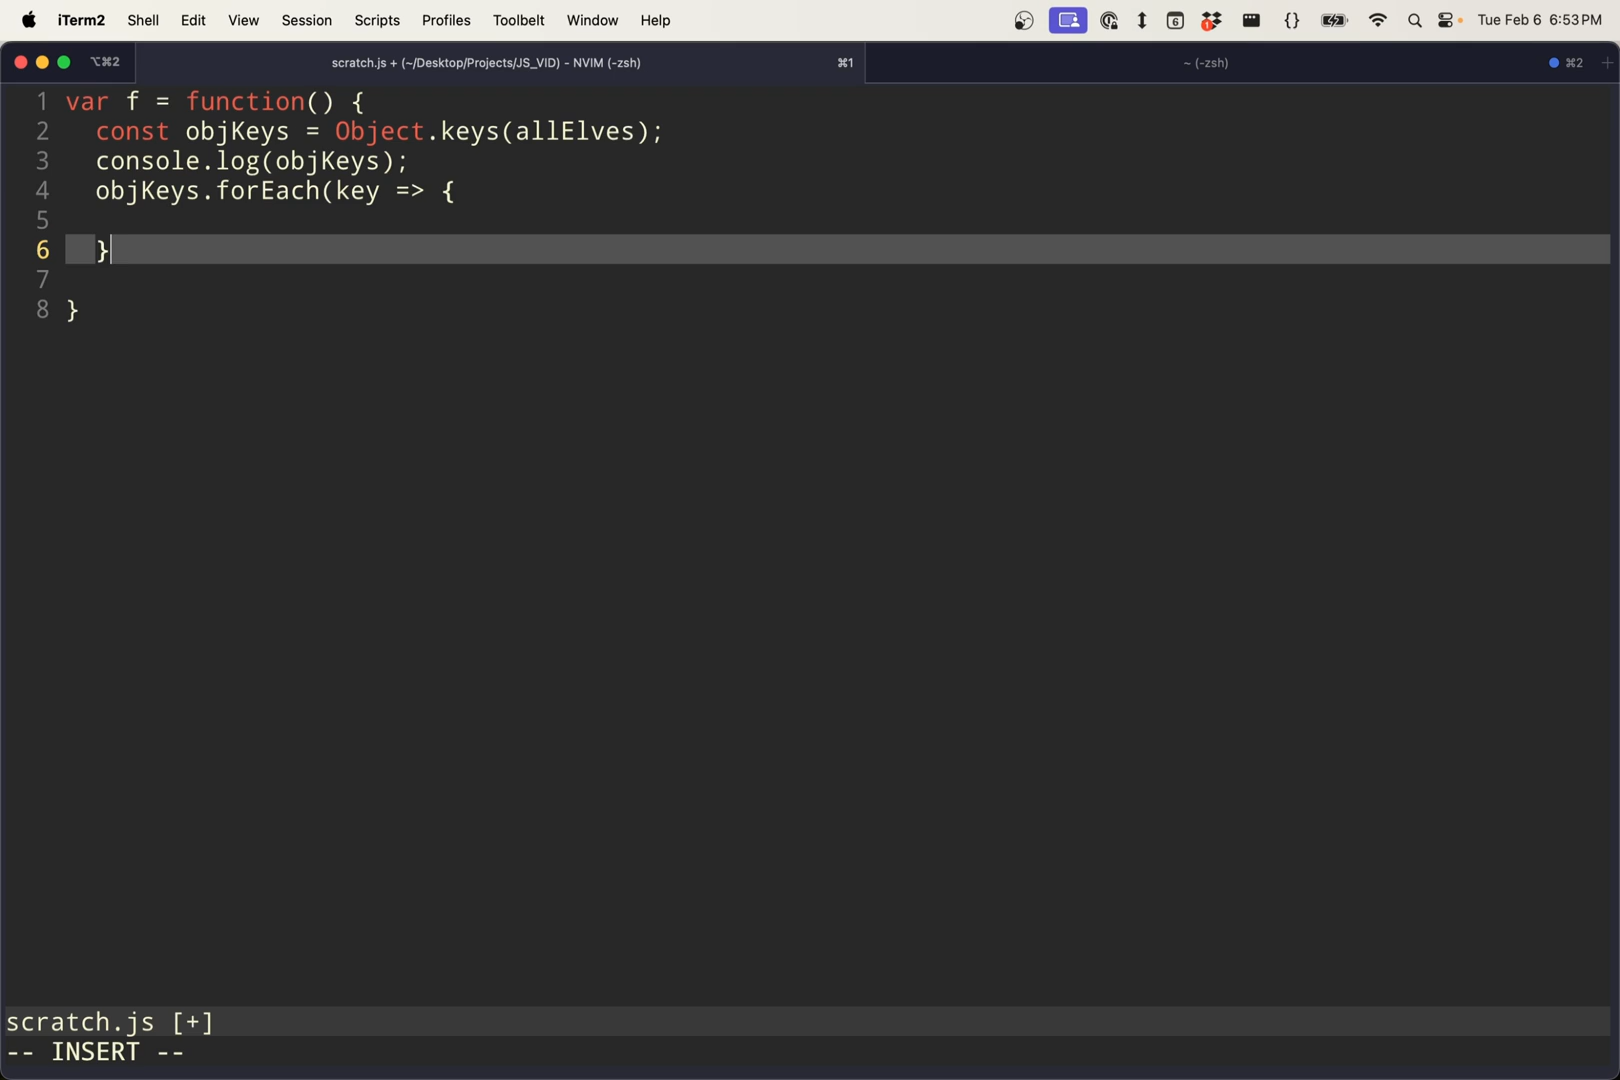 iTerm2 Shell Edit View Session Scripts Profiles Toolbelt Window Help 6 1 {} Tue Feb 6 6:53 PM
⌥⌘2 scratch.js + (~/Desktop/Projects/JS_VID) - NVIM (-zsh) ⌘1 ~ (-zsh) ⌘2 +
1 var f = function() {
2   const objKeys = Object.keys(allElves);
3   console.log(objKeys);
4   objKeys.forEach(key => {
5
6   }
7
8 }
scratch.js [+]
-- INSERT --